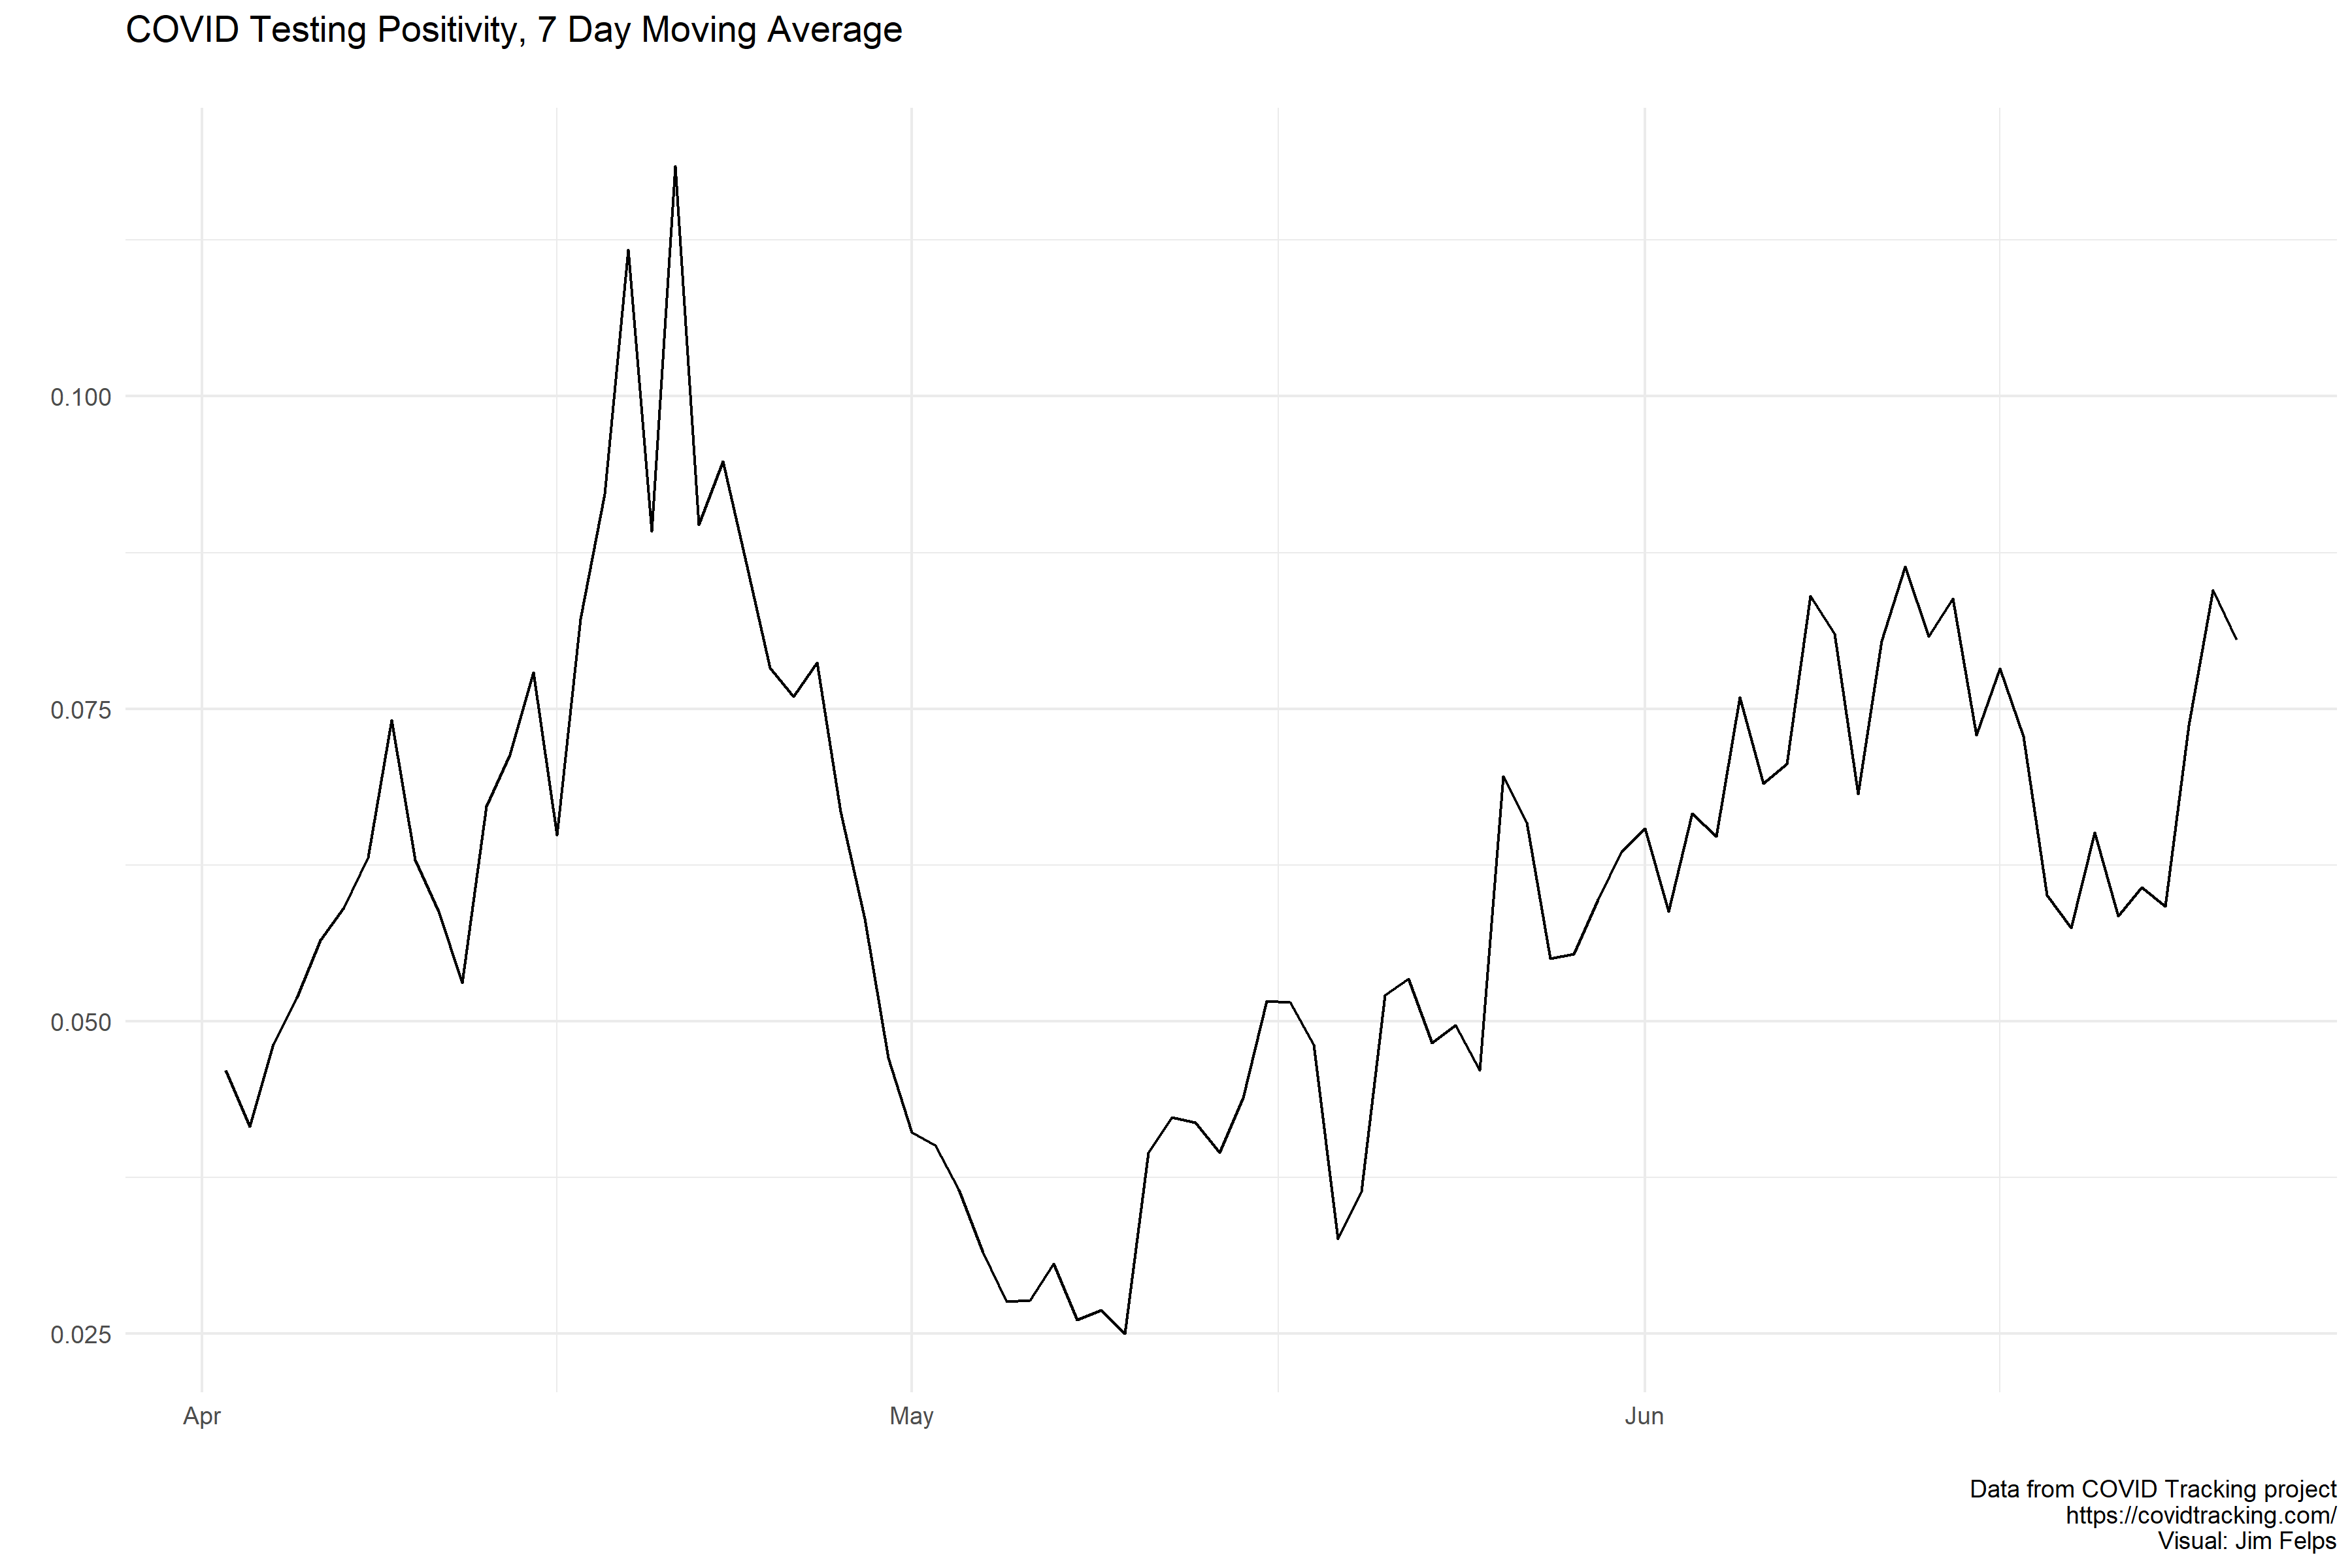 COVID Testing Positivity, 7 Day Moving Average
0.100
0.075
0.050
0.025
Apr May Jun
Data from COVID Tracking project
https://covidtracking.com/
Visual: Jim Felps